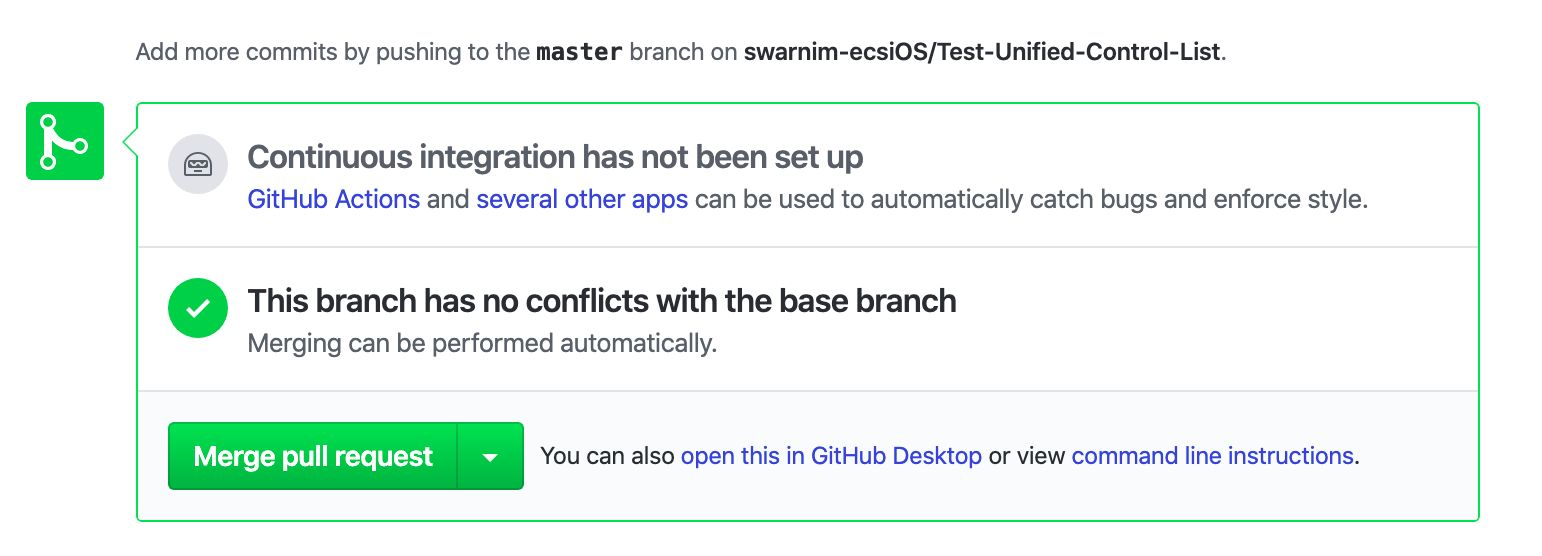 Add more commits by pushing to the master branch on swarnim-ecsiOS/Test-Unified-Control-List.
Continuous integration has not been set up
GitHub Actions and several other apps can be used to automatically catch bugs and enforce style.
This branch has no conflicts with the base branch
Merging can be performed automatically.
Merge pull request You can also open this in GitHub Desktop or view command line instructions.